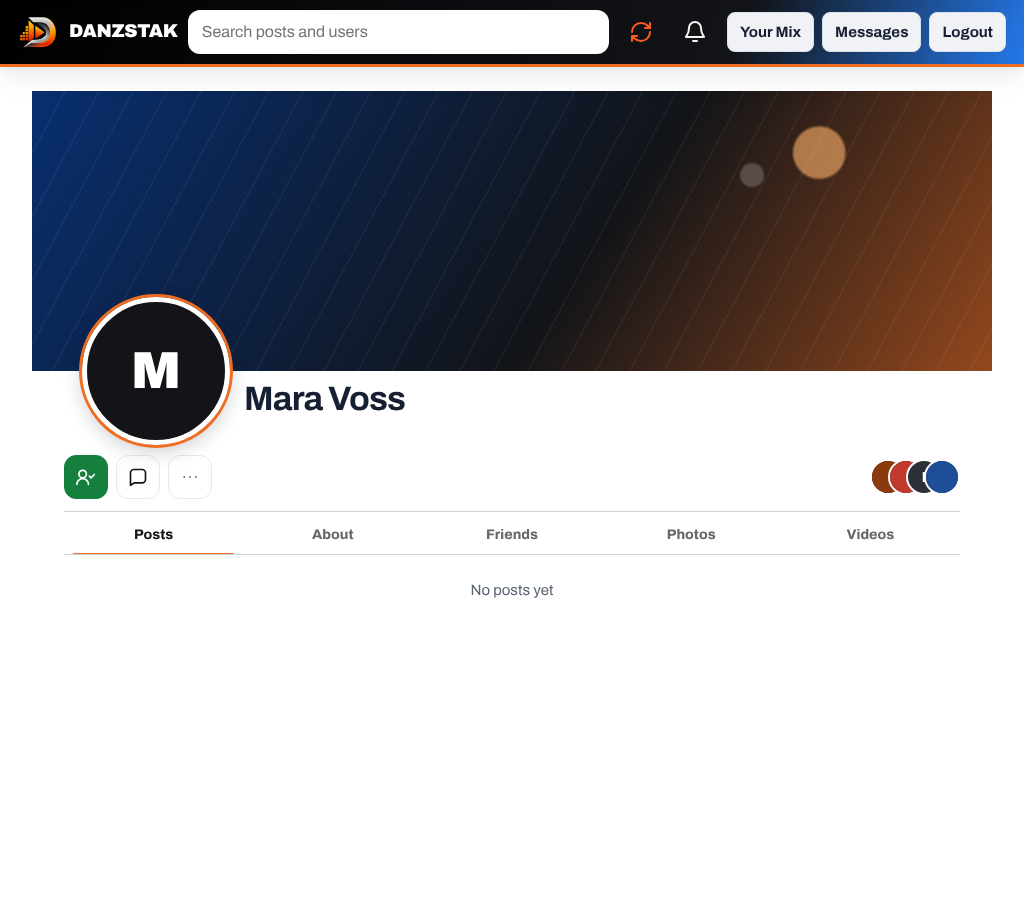 DANZSTAK
Search posts and users
Your Mix
Messages
Logout
M
Mara Voss
Posts
About
Friends
Photos
Videos
No posts yet